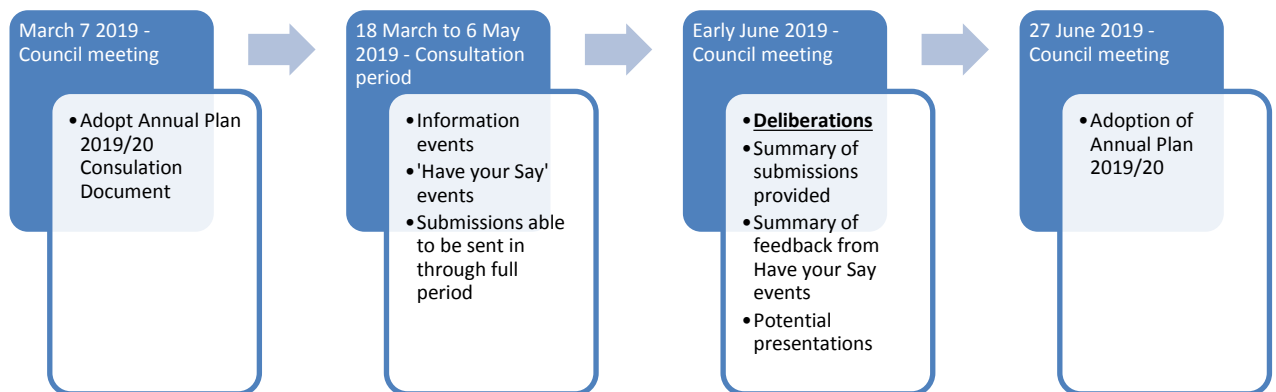 March 7 2019 -
Council meeting
•Adopt Annual Plan
2019/20
Consulation
Document
18 March to 6 May
2019 - Consultation
period
•Information
events
•'Have your Say'
events
•Submissions able
to be sent in
through full
period
Early June 2019 -
Council meeting
•Deliberations
•Summary of
submissions
provided
•Summary of
feedback from
Have your Say
events
•Potential
presentations
27 June 2019 -
Council meeting
•Adoption of
Annual Plan
2019/20